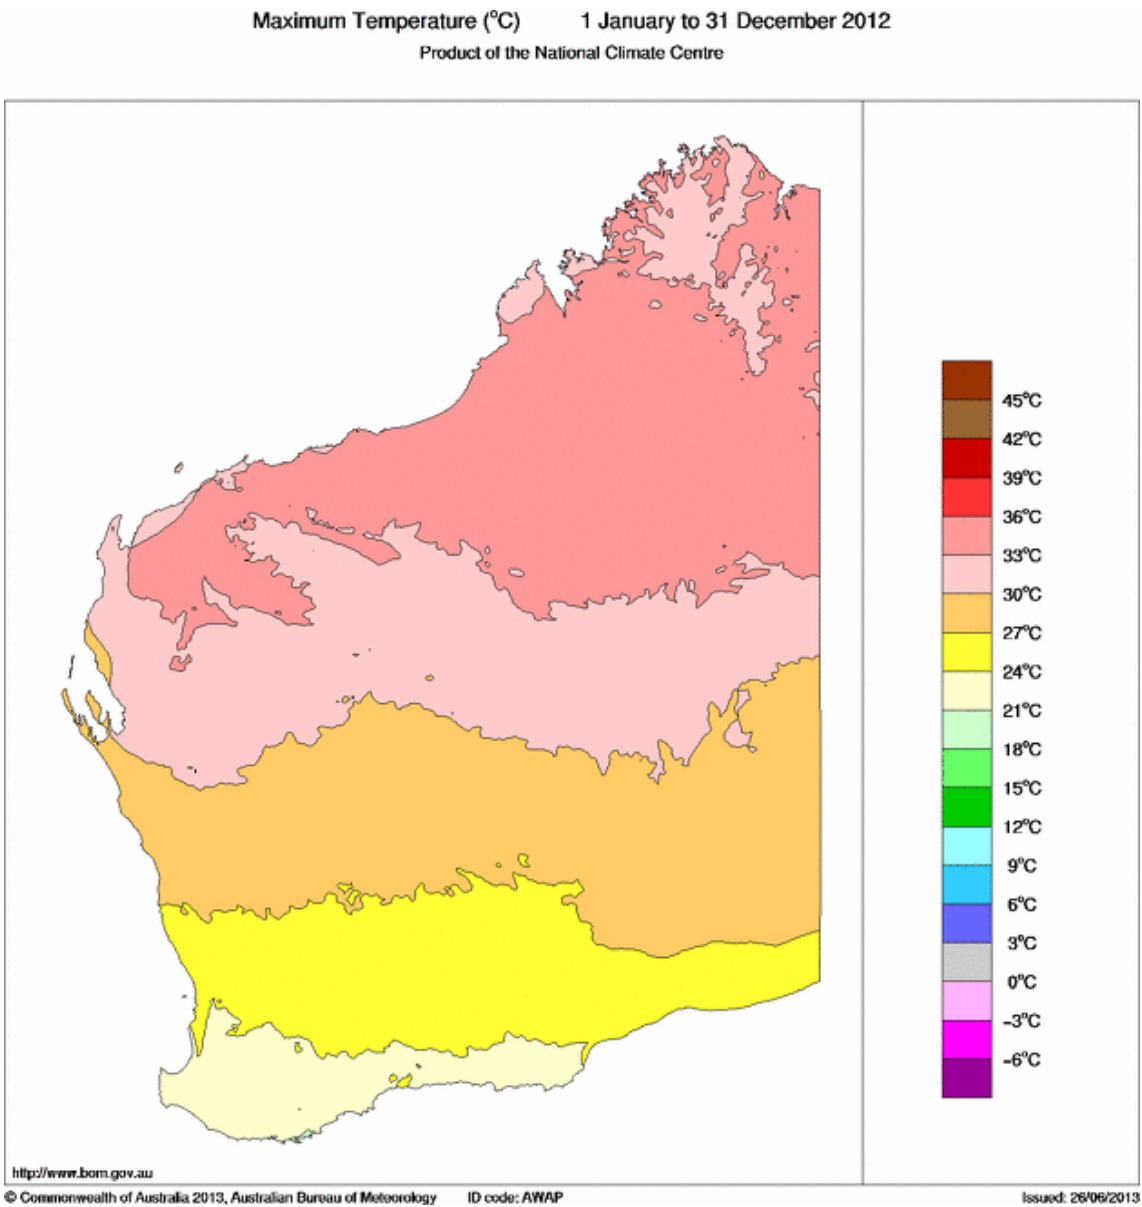 Maximum Temperature (°C) 1 January to 31 December 2012
Product of the National Climate Centre
45°C
42°C
39°C
36°C
33°C
30°C
27°C
24°C
21°C
18°C
15°C
12°C
9°C
6°C
3°C
0°C
-3°C
-6°C
http://www.bom.gov.au
© Commonwealth of Australia 2013, Australian Bureau of Meteorology ID code: AWAP Issued: 26/06/2013